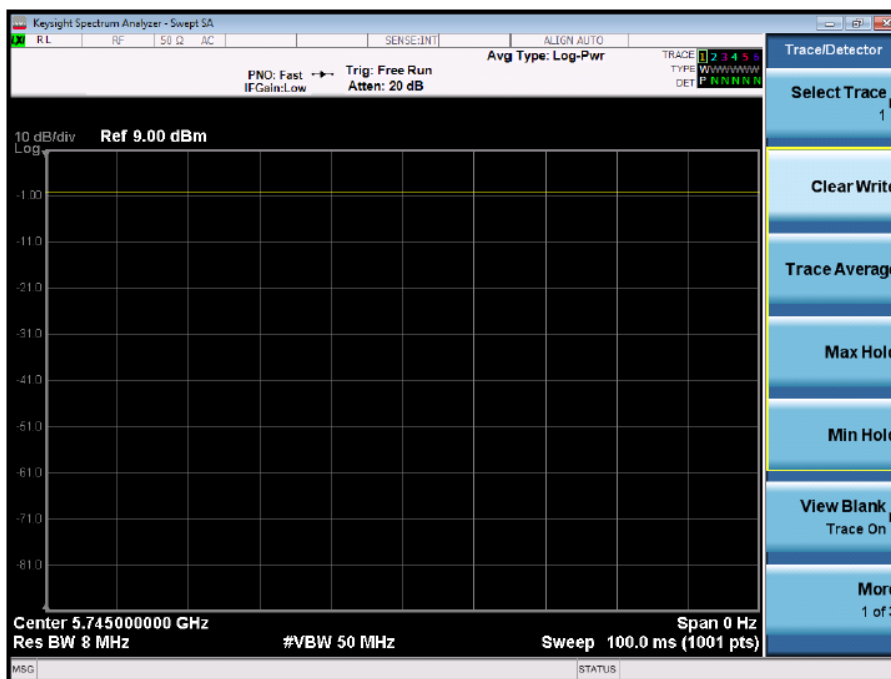 Keysight Spectrum Analyzer - Swept SA
RL RF 50 Ω AC SENSE:INT ALIGN AUTO
Avg Type: Log-Pwr
PNO: Fast
IFGain:Low
Trig: Free Run
Atten: 20 dB
TRACE 1 2 3 4 5 6
TYPE WWWWWW
DET P N N N N N
10 dB/div
Log
Ref 9.00 dBm
-1.00
-11.0
-21.0
-31.0
-41.0
-51.0
-61.0
-71.0
-81.0
Center 5.745000000 GHz
Span 0 Hz
Res BW 8 MHz
#VBW 50 MHz
Sweep 100.0 ms (1001 pts)
MSG
STATUS
Trace/Detector
Select Trace
1
Clear Write
Trace Average
Max Hold
Min Hold
View Blank
Trace On
More
1 of 3